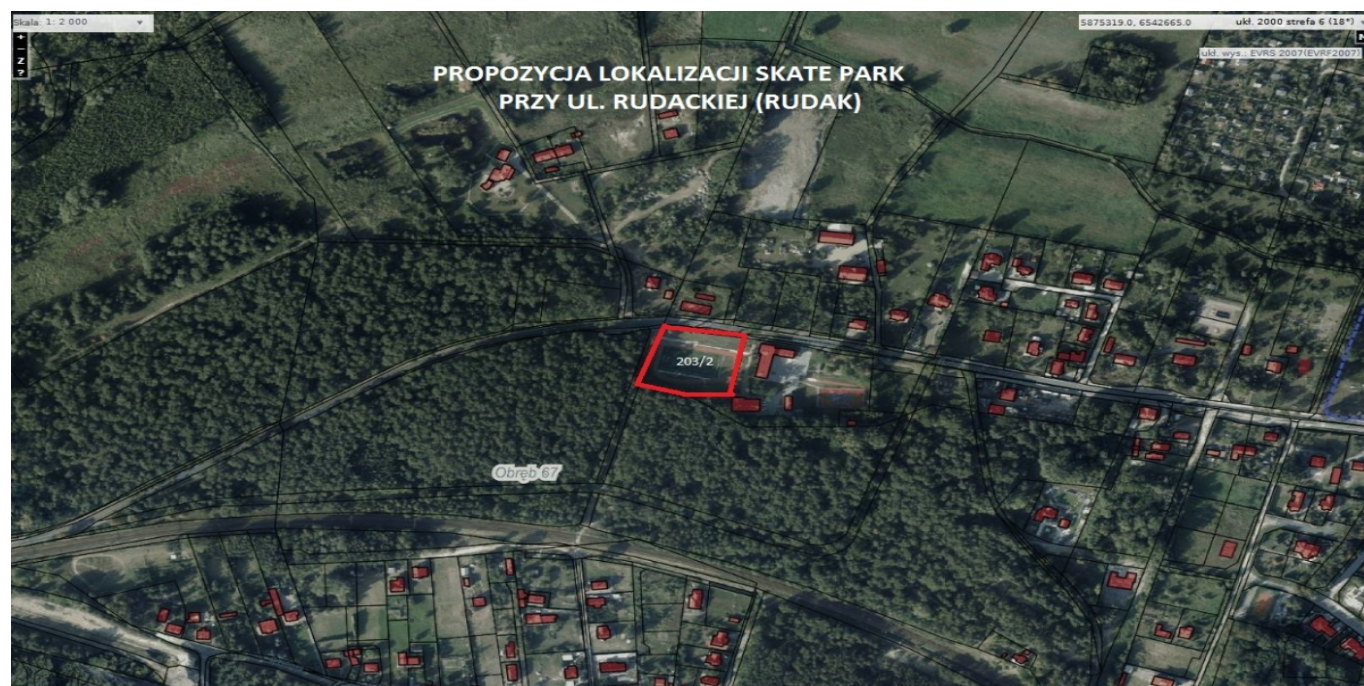 Skala: 1: 2 000
5875319.0, 6542665.0 ukł. 2000 strefa 6 (18°)
ukł. wys.: EVRS 2007(EVRF2007)
+
–
Z
?
PROPOZYCJA LOKALIZACJI SKATE PARK
PRZY UL. RUDACKIEJ (RUDAK)
203/2
Obręb 67